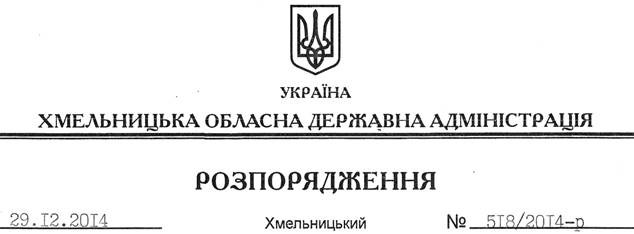 УКРАЇНА
ХМЕЛЬНИЦЬКА ОБЛАСНА ДЕРЖАВНА АДМІНІСТРАЦІЯ
РОЗПОРЯДЖЕННЯ
29.12.2014 Хмельницький № 518/2014-р